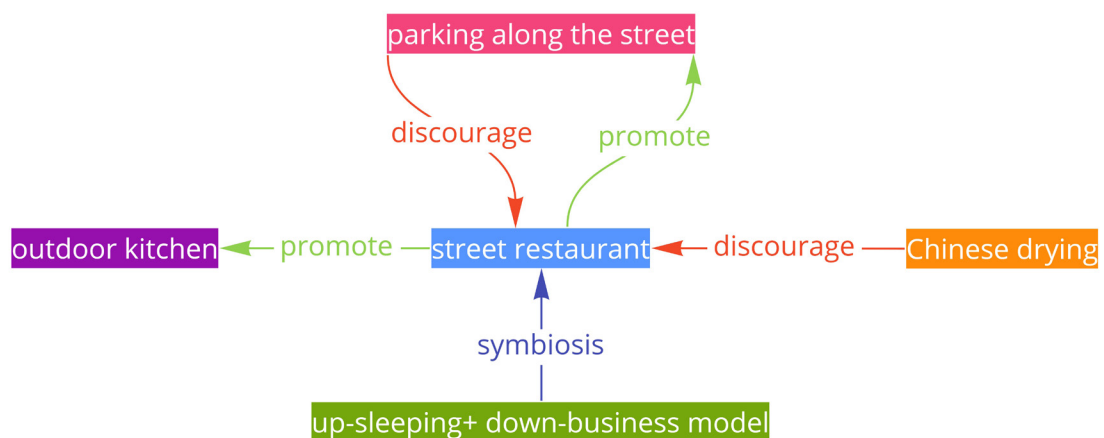 parking along the street
discourage
promote
outdoor kitchen
promote
street restaurant
discourage
Chinese drying
symbiosis
up-sleeping+ down-business model